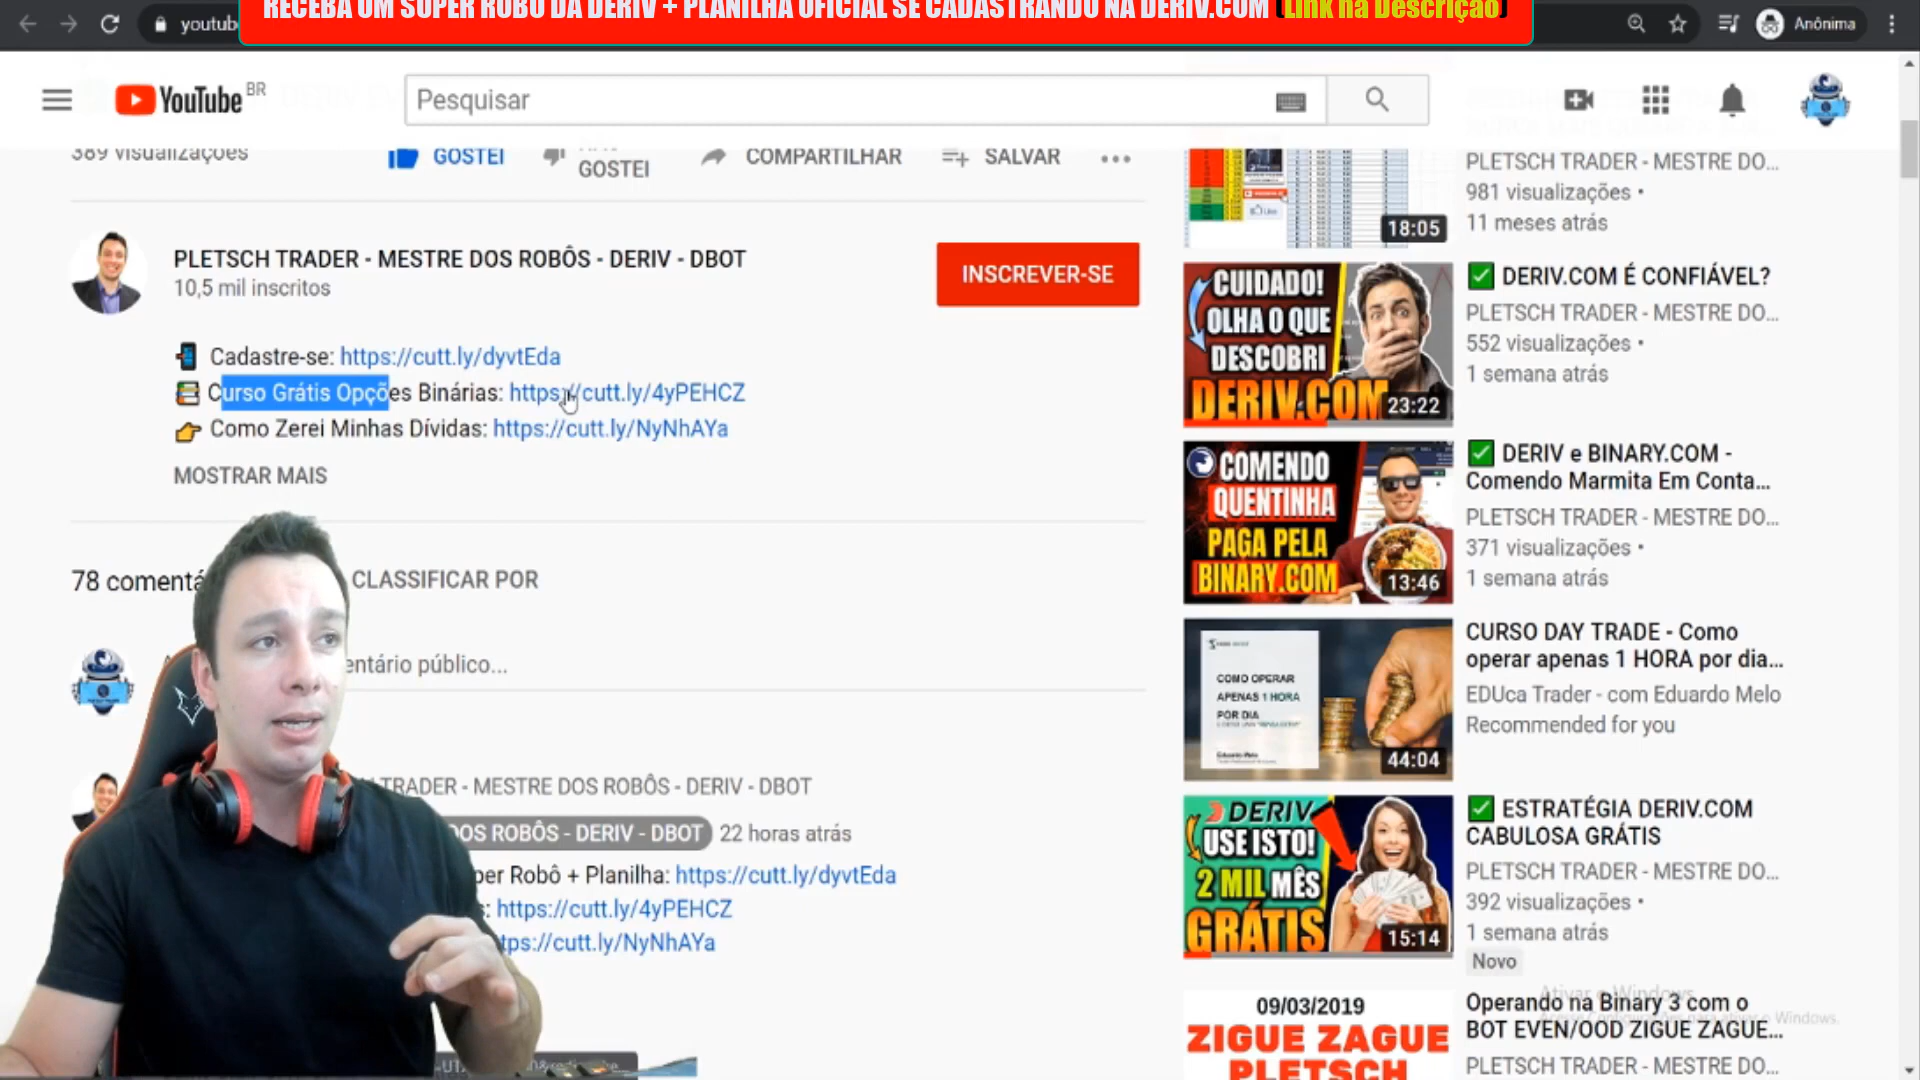 RECEBA UM SUPER ROBÔ DA DERIV + PLANILHA OFICIAL SE CADASTRANDO NA DERIV.COM (Link na Descrição)
Anônima
YouTube BR
Pesquisar
389 visualizações
GOSTEI
GOSTEI
COMPARTILHAR
SALVAR
PLETSCH TRADER - MESTRE DOS ROBÔS - DERIV - DBOT
10,5 mil inscritos
INSCREVER-SE
Cadastre-se: https://cutt.ly/dyvtEda
Curso Grátis Opções Binárias: https://cutt.ly/4yPEHCZ
Como Zerei Minhas Dívidas: https://cutt.ly/NyNhAYa
MOSTRAR MAIS
78 comentá
CLASSIFICAR POR
entário público...
TRADER - MESTRE DOS ROBÔS - DERIV - DBOT
DOS ROBÔS - DERIV - DBOT
22 horas atrás
per Robô + Planilha: https://cutt.ly/dyvtEda
s: https://cutt.ly/4yPEHCZ
tps://cutt.ly/NyNhAYa
18:05
PLETSCH TRADER - MESTRE DO...
981 visualizações •
11 meses atrás
CUIDADO!
OLHA O QUE
DESCOBRI
DERIV.COM
23:22
DERIV.COM É CONFIÁVEL?
PLETSCH TRADER - MESTRE DO...
552 visualizações •
1 semana atrás
COMENDO
QUENTINHA
PAGA PELA
BINARY.COM
13:46
DERIV e BINARY.COM -
Comendo Marmita Em Conta...
PLETSCH TRADER - MESTRE DO...
371 visualizações •
1 semana atrás
COMO OPERAR
APENAS 1 HORA
POR DIA
44:04
CURSO DAY TRADE - Como
operar apenas 1 HORA por dia...
EDUca Trader - com Eduardo Melo
Recommended for you
DERIV
USE ISTO!
2 MIL MÊS
GRÁTIS
15:14
ESTRATÉGIA DERIV.COM
CABULOSA GRÁTIS
PLETSCH TRADER - MESTRE DO...
392 visualizações •
1 semana atrás
Novo
09/03/2019
ZIGUE ZAGUE
PLETSCH
Operando na Binary 3 com o
BOT EVEN/OOD ZIGUE ZAGUE...
PLETSCH TRADER - MESTRE DO...
Ativar o Windows
Acesse Configurações para ativar o Windows.